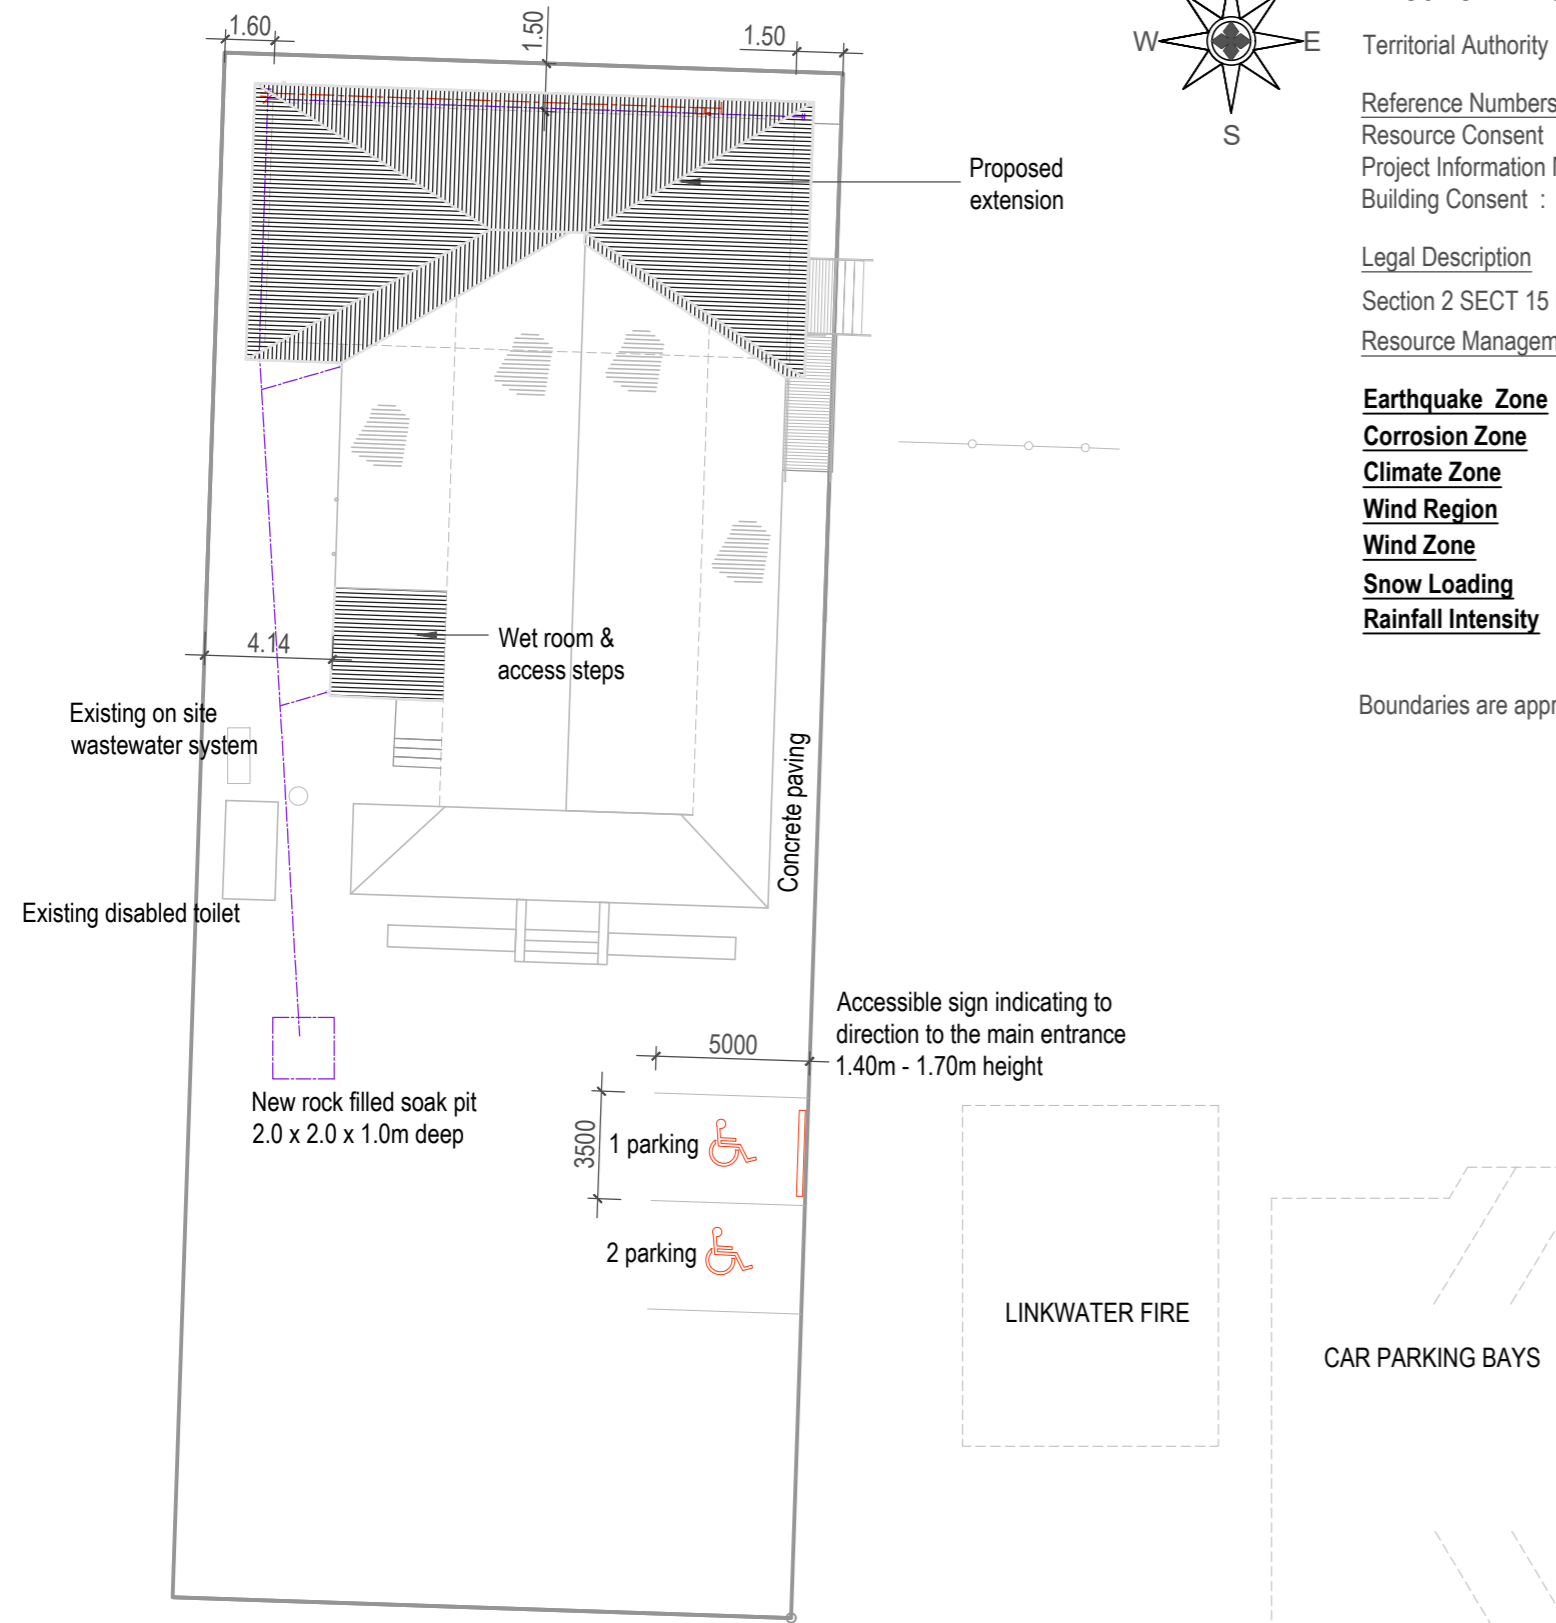 1.60
1.50
1.50
W
E
S
Territorial Authority
Reference Numbers
Resource Consent
Project Information
Building Consent :
Legal Description
Section 2 SECT 15
Resource Managem
Earthquake Zone
Corrosion Zone
Climate Zone
Wind Region
Wind Zone
Snow Loading
Rainfall Intensity
Boundaries are appr
Proposed
extension
Wet room &
access steps
4.14
Existing on site
wastewater system
Concrete paving
Existing disabled toilet
Accessible sign indicating to
direction to the main entrance
1.40m - 1.70m height
5000
New rock filled soak pit
2.0 x 2.0 x 1.0m deep
3500
1 parking
2 parking
LINKWATER FIRE
CAR PARKING BAYS